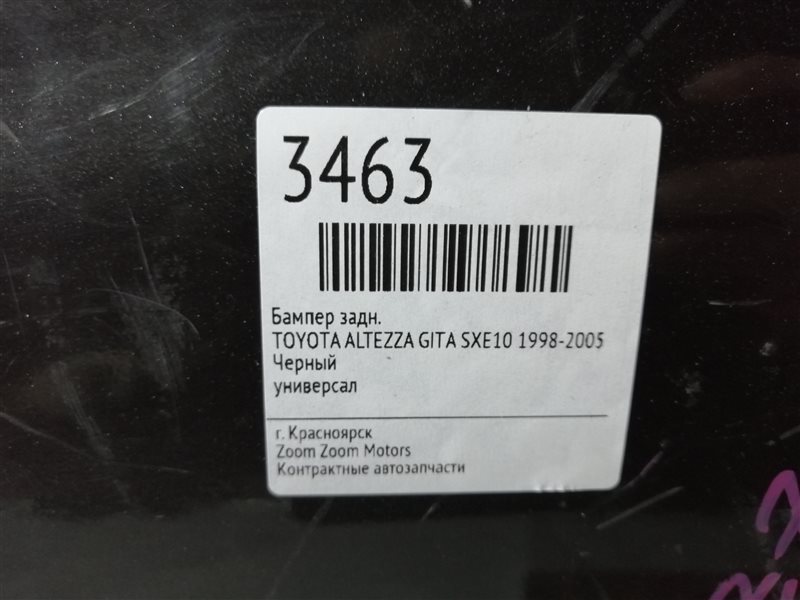 3463
Бампер задн.
TOYOTA ALTEZZA GITA SXE10 1998-2005
Черный
универсал
г. Красноярск
Zoom Zoom Motors
Контрактные автозапчасти